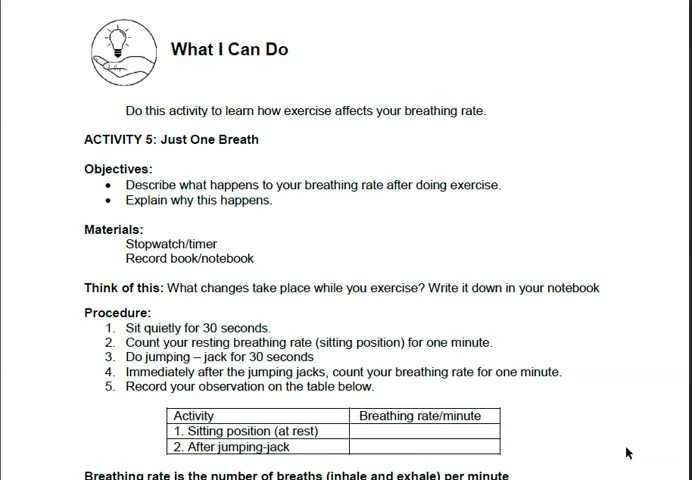 What I Can Do
Do this activity to learn how exercise affects your breathing rate.
ACTIVITY 5: Just One Breath
Objectives:
• Describe what happens to your breathing rate after doing exercise.
• Explain why this happens.
Materials:
Stopwatch/timer
Record book/notebook
Think of this: What changes take place while you exercise? Write it down in your notebook
Procedure:
1. Sit quietly for 30 seconds.
2. Count your resting breathing rate (sitting position) for one minute.
3. Do jumping – jack for 30 seconds
4. Immediately after the jumping jacks, count your breathing rate for one minute.
5. Record your observation on the table below.
Activity Breathing rate/minute
1. Sitting position (at rest)
2. After jumping-jack
Breathing rate is the number of breaths (inhale and exhale) per minute